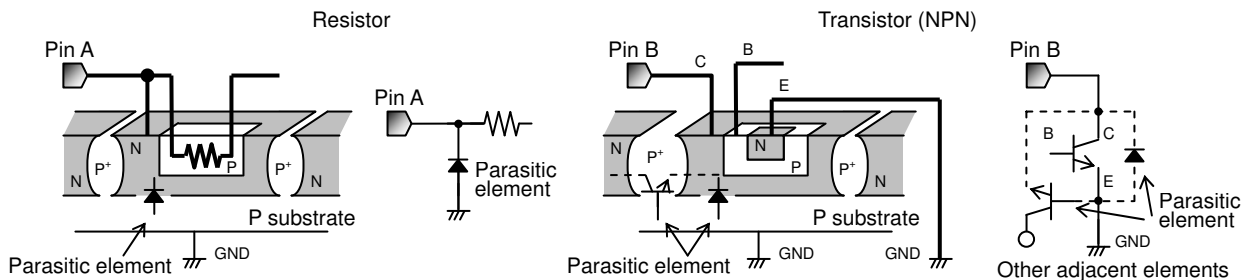 Resistor
Pin A
N
P⁺
N
P
P⁺
N
P substrate
GND
Parasitic element
Pin A
Parasitic
element
Transistor (NPN)
Pin B
C
B
E
N
P⁺
N
P
P⁺
N
P substrate
GND
GND
Parasitic element
Pin B
B
C
E
GND
Parasitic
element
Other adjacent elements